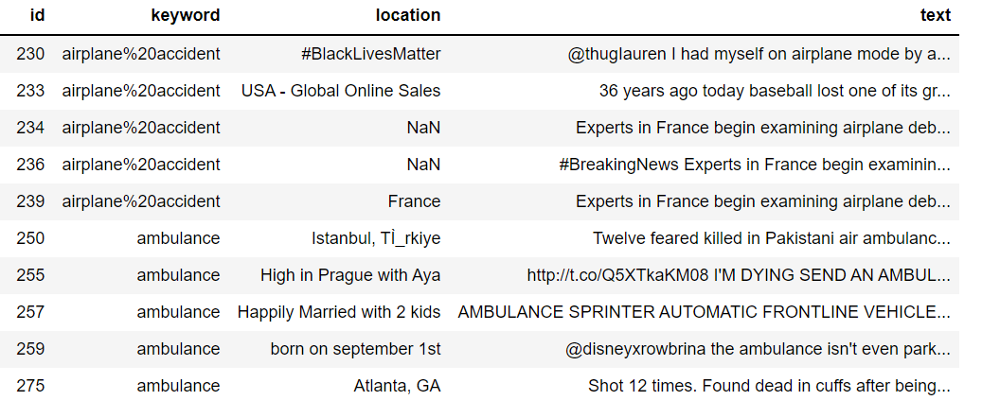 id keyword location text
230 airplane%20accident #BlackLivesMatter @thuglauren I had myself on airplane mode by a...
233 airplane%20accident USA - Global Online Sales 36 years ago today baseball lost one of its gr...
234 airplane%20accident NaN Experts in France begin examining airplane deb...
236 airplane%20accident NaN #BreakingNews Experts in France begin examinin...
239 airplane%20accident France Experts in France begin examining airplane deb...
250 ambulance Istanbul, TÌ_rkiye Twelve feared killed in Pakistani air ambulanc...
255 ambulance High in Prague with Aya http://t.co/Q5XTkaKM08 I'M DYING SEND AN AMBUL...
257 ambulance Happily Married with 2 kids AMBULANCE SPRINTER AUTOMATIC FRONTLINE VEHICLE...
259 ambulance born on september 1st @disneyxrowbrina the ambulance isn't even park...
275 ambulance Atlanta, GA Shot 12 times. Found dead in cuffs after being...